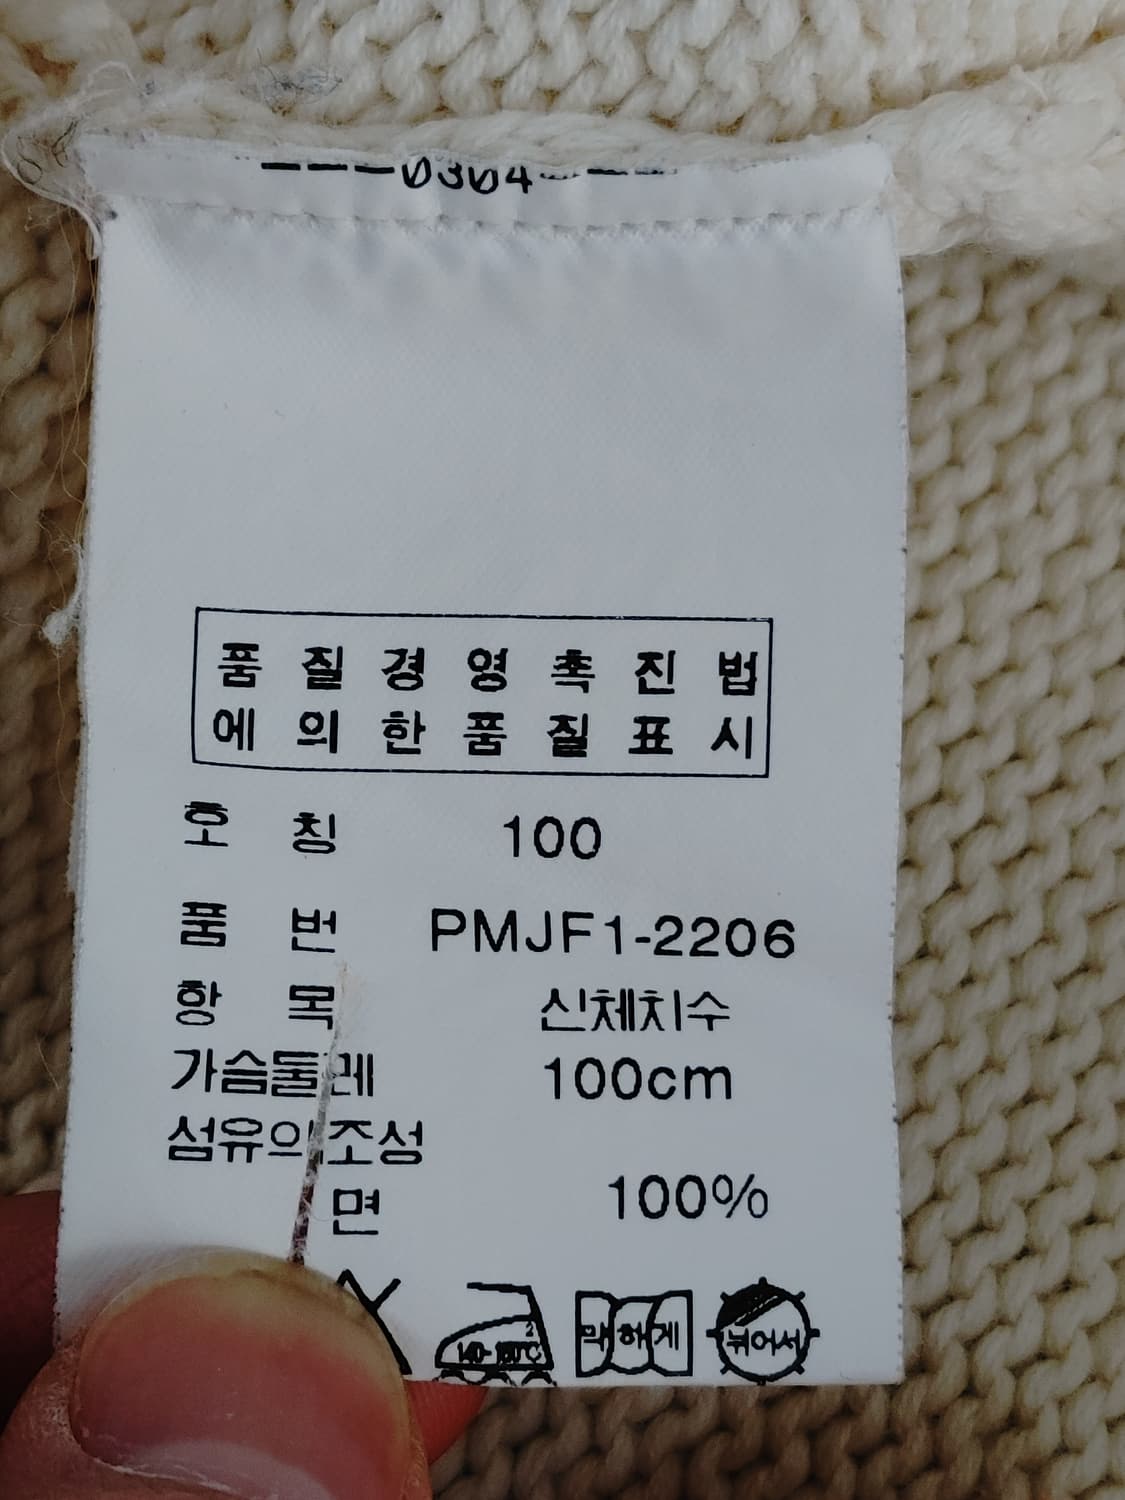 ---0304---
품 질 경 영 촉 진 법
에 의 한 품 질 표 시
호 칭 100
품 번 PMJF1-2206
항 목 신체치수
가슴둘레 100cm
섬유의 조성
면 100%
약하게 뉘어서